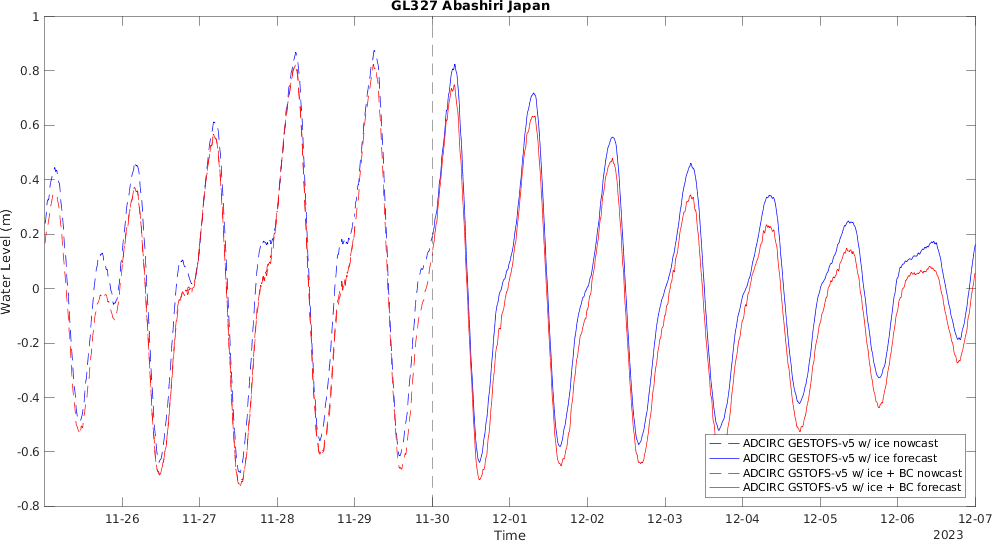 GL327 Abashiri Japan
1
0.8
0.6
0.4
0.2
0
-0.2
-0.4
-0.6
-0.8
Water Level (m)
ADCIRC GESTOFS-v5 w/ ice nowcast
ADCIRC GESTOFS-v5 w/ ice forecast
ADCIRC GSTOFS-v5 w/ ice + BC nowcast
ADCIRC GSTOFS-v5 w/ ice + BC forecast
11-26 11-27 11-28 11-29 11-30 12-01 12-02 12-03 12-04 12-05 12-06 12-07
Time
2023